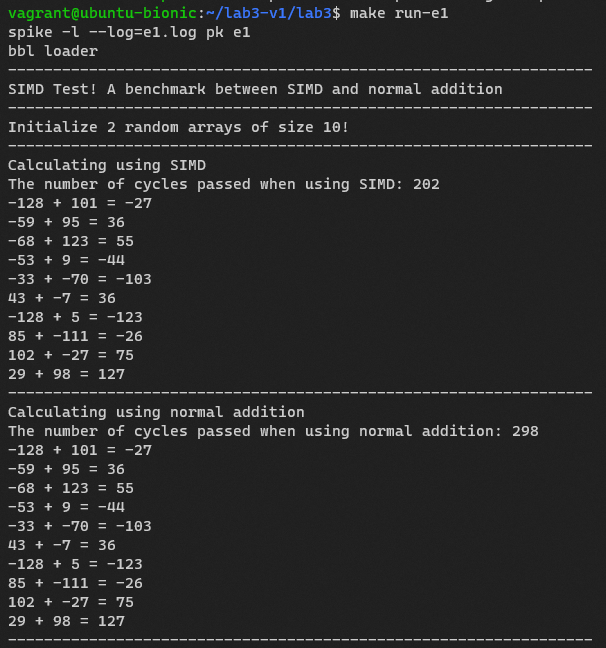 vagrant@ubuntu-bionic:~/lab3-v1/lab3$ make run-e1
spike -l --log=e1.log pk e1
bbl loader
-----------------------------------------------------------------
SIMD Test! A benchmark between SIMD and normal addition
-----------------------------------------------------------------
Initialize 2 random arrays of size 10!
-----------------------------------------------------------------
Calculating using SIMD
The number of cycles passed when using SIMD: 202
-128 + 101 = -27
-59 + 95 = 36
-68 + 123 = 55
-53 + 9 = -44
-33 + -70 = -103
43 + -7 = 36
-128 + 5 = -123
85 + -111 = -26
102 + -27 = 75
29 + 98 = 127
-----------------------------------------------------------------
Calculating using normal addition
The number of cycles passed when using normal addition: 298
-128 + 101 = -27
-59 + 95 = 36
-68 + 123 = 55
-53 + 9 = -44
-33 + -70 = -103
43 + -7 = 36
-128 + 5 = -123
85 + -111 = -26
102 + -27 = 75
29 + 98 = 127
-----------------------------------------------------------------